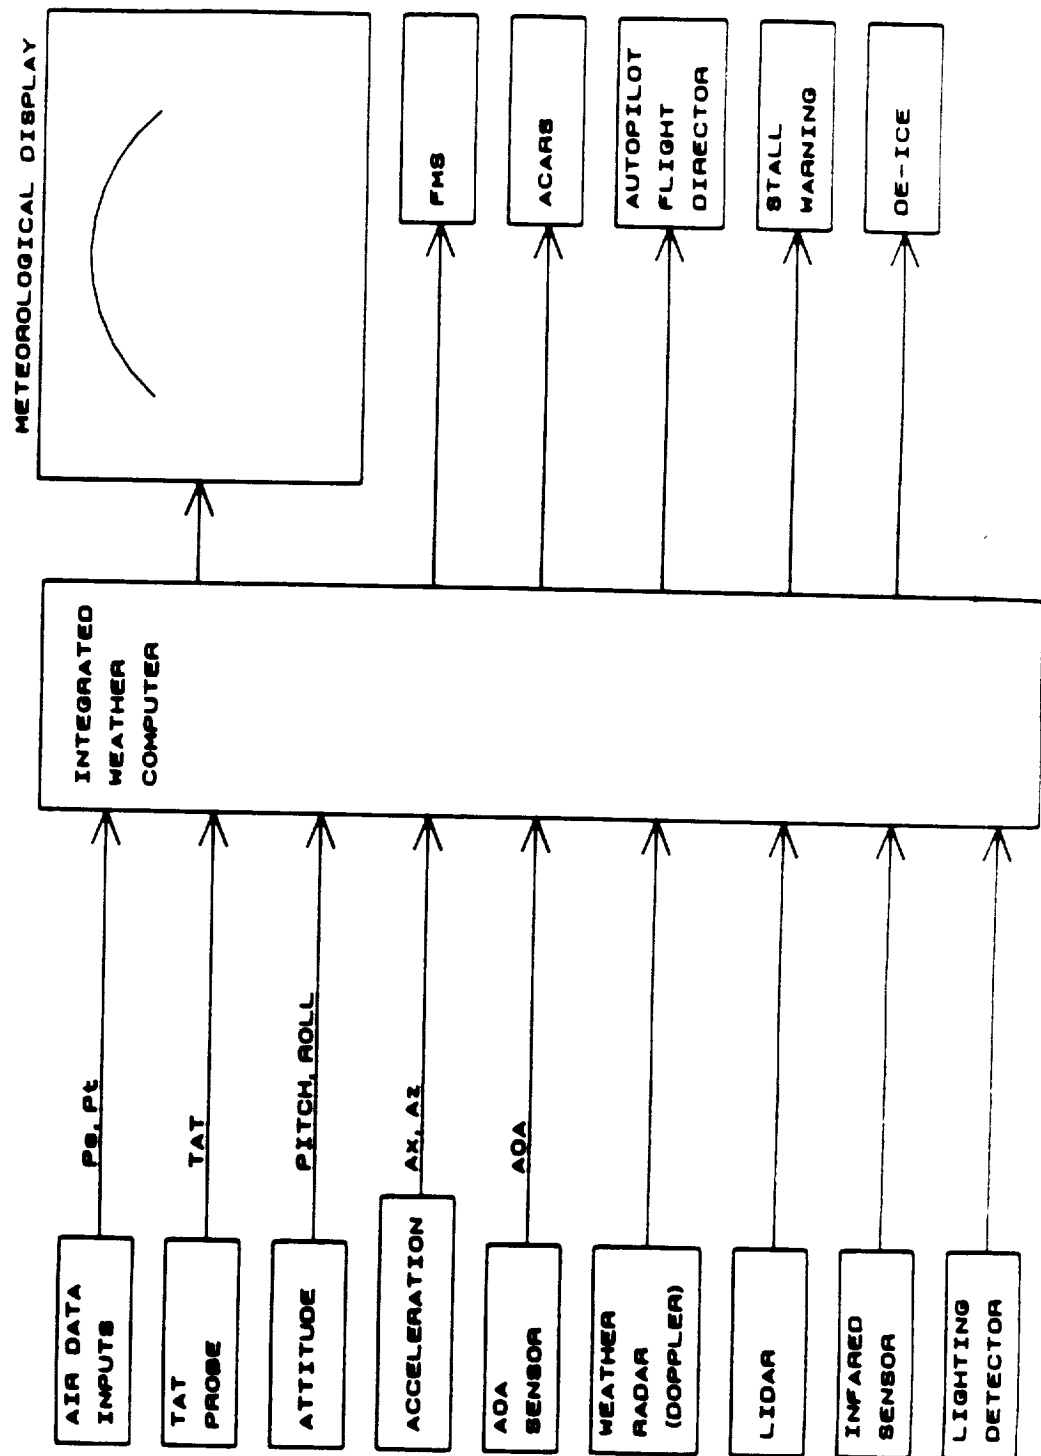 AIR DATA
INPUTS
Ps, Pt
TAT
PROBE
TAT
ATTITUDE
PITCH, ROLL
ACCELERATION
AX, AZ
AOA
SENSOR
AOA
WEATHER
RADAR
(DOPPLER)
LIDAR
INFARED
SENSOR
LIGHTING
DETECTOR
INTEGRATED
WEATHER
COMPUTER
METEOROLOGICAL DISPLAY
FMS
ACARS
AUTOPILOT
FLIGHT
DIRECTOR
STALL
WARNING
DE-ICE